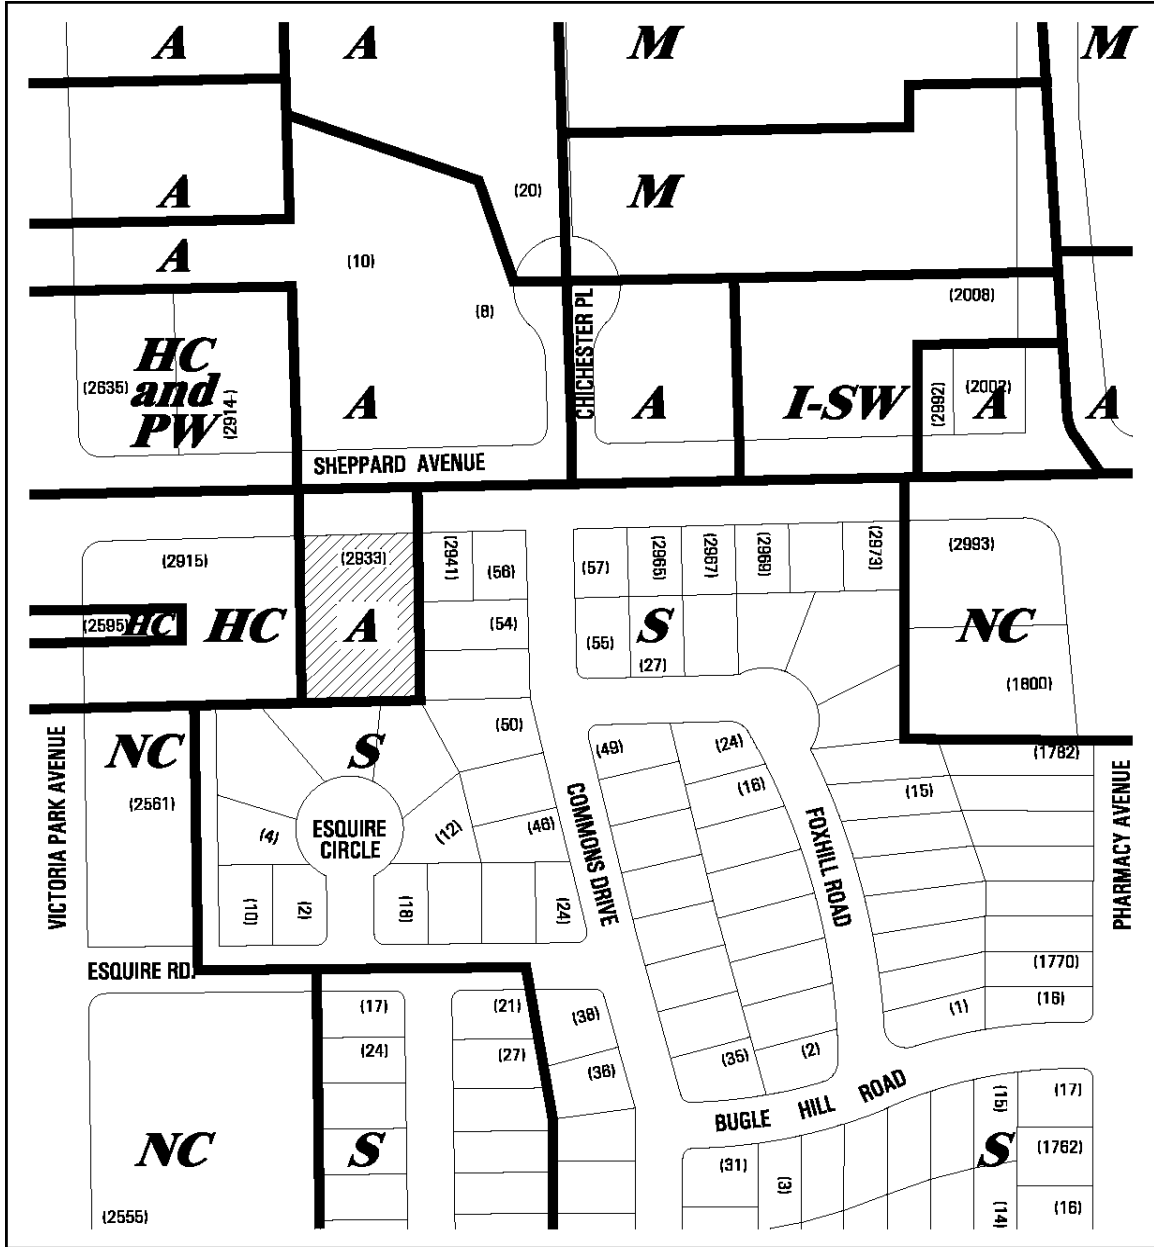 A
A
M
M
A
(20)
M
A
(10)
(8)
(2008)
HC
and
PW
(2635)
(2914-)
A
CHICHESTER PL
A
I-SW
(2992)
(2002)
A
A
SHEPPARD AVENUE
(2915)
(2933)
(2941)
(56)
(57)
(2965)
(2967)
(2969)
(2973)
(2993)
(2595)
HC
HC
A
(54)
(55)
S
(27)
NC
(1800)
NC
(2561)
S
(50)
(49)
(24)
(16)
(1782)
(15)
VICTORIA PARK AVENUE
(4)
ESQUIRE
CIRCLE
(12)
(46)
COMMONS DRIVE
FOXHILL ROAD
PHARMACY AVENUE
(10)
(2)
(18)
(24)
ESQUIRE RD.
(1770)
(17)
(21)
(38)
(1)
(16)
(24)
(27)
(36)
(35)
(2)
BUGLE HILL ROAD
(15)
(17)
NC
S
(31)
(3)
S
(1762)
(2555)
(14)
(16)